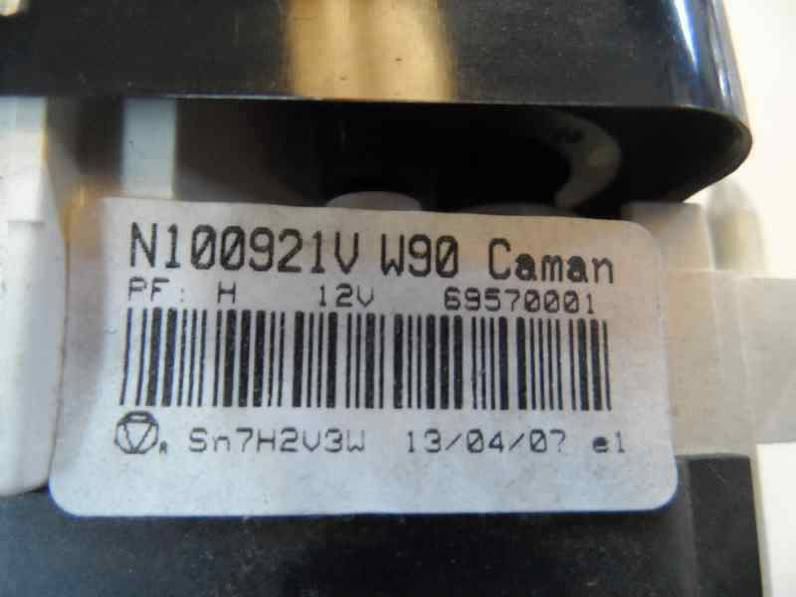 N100921V W90 Caman
PF: H 12V 69570001
Sn7H2V3W 13/04/07 e1